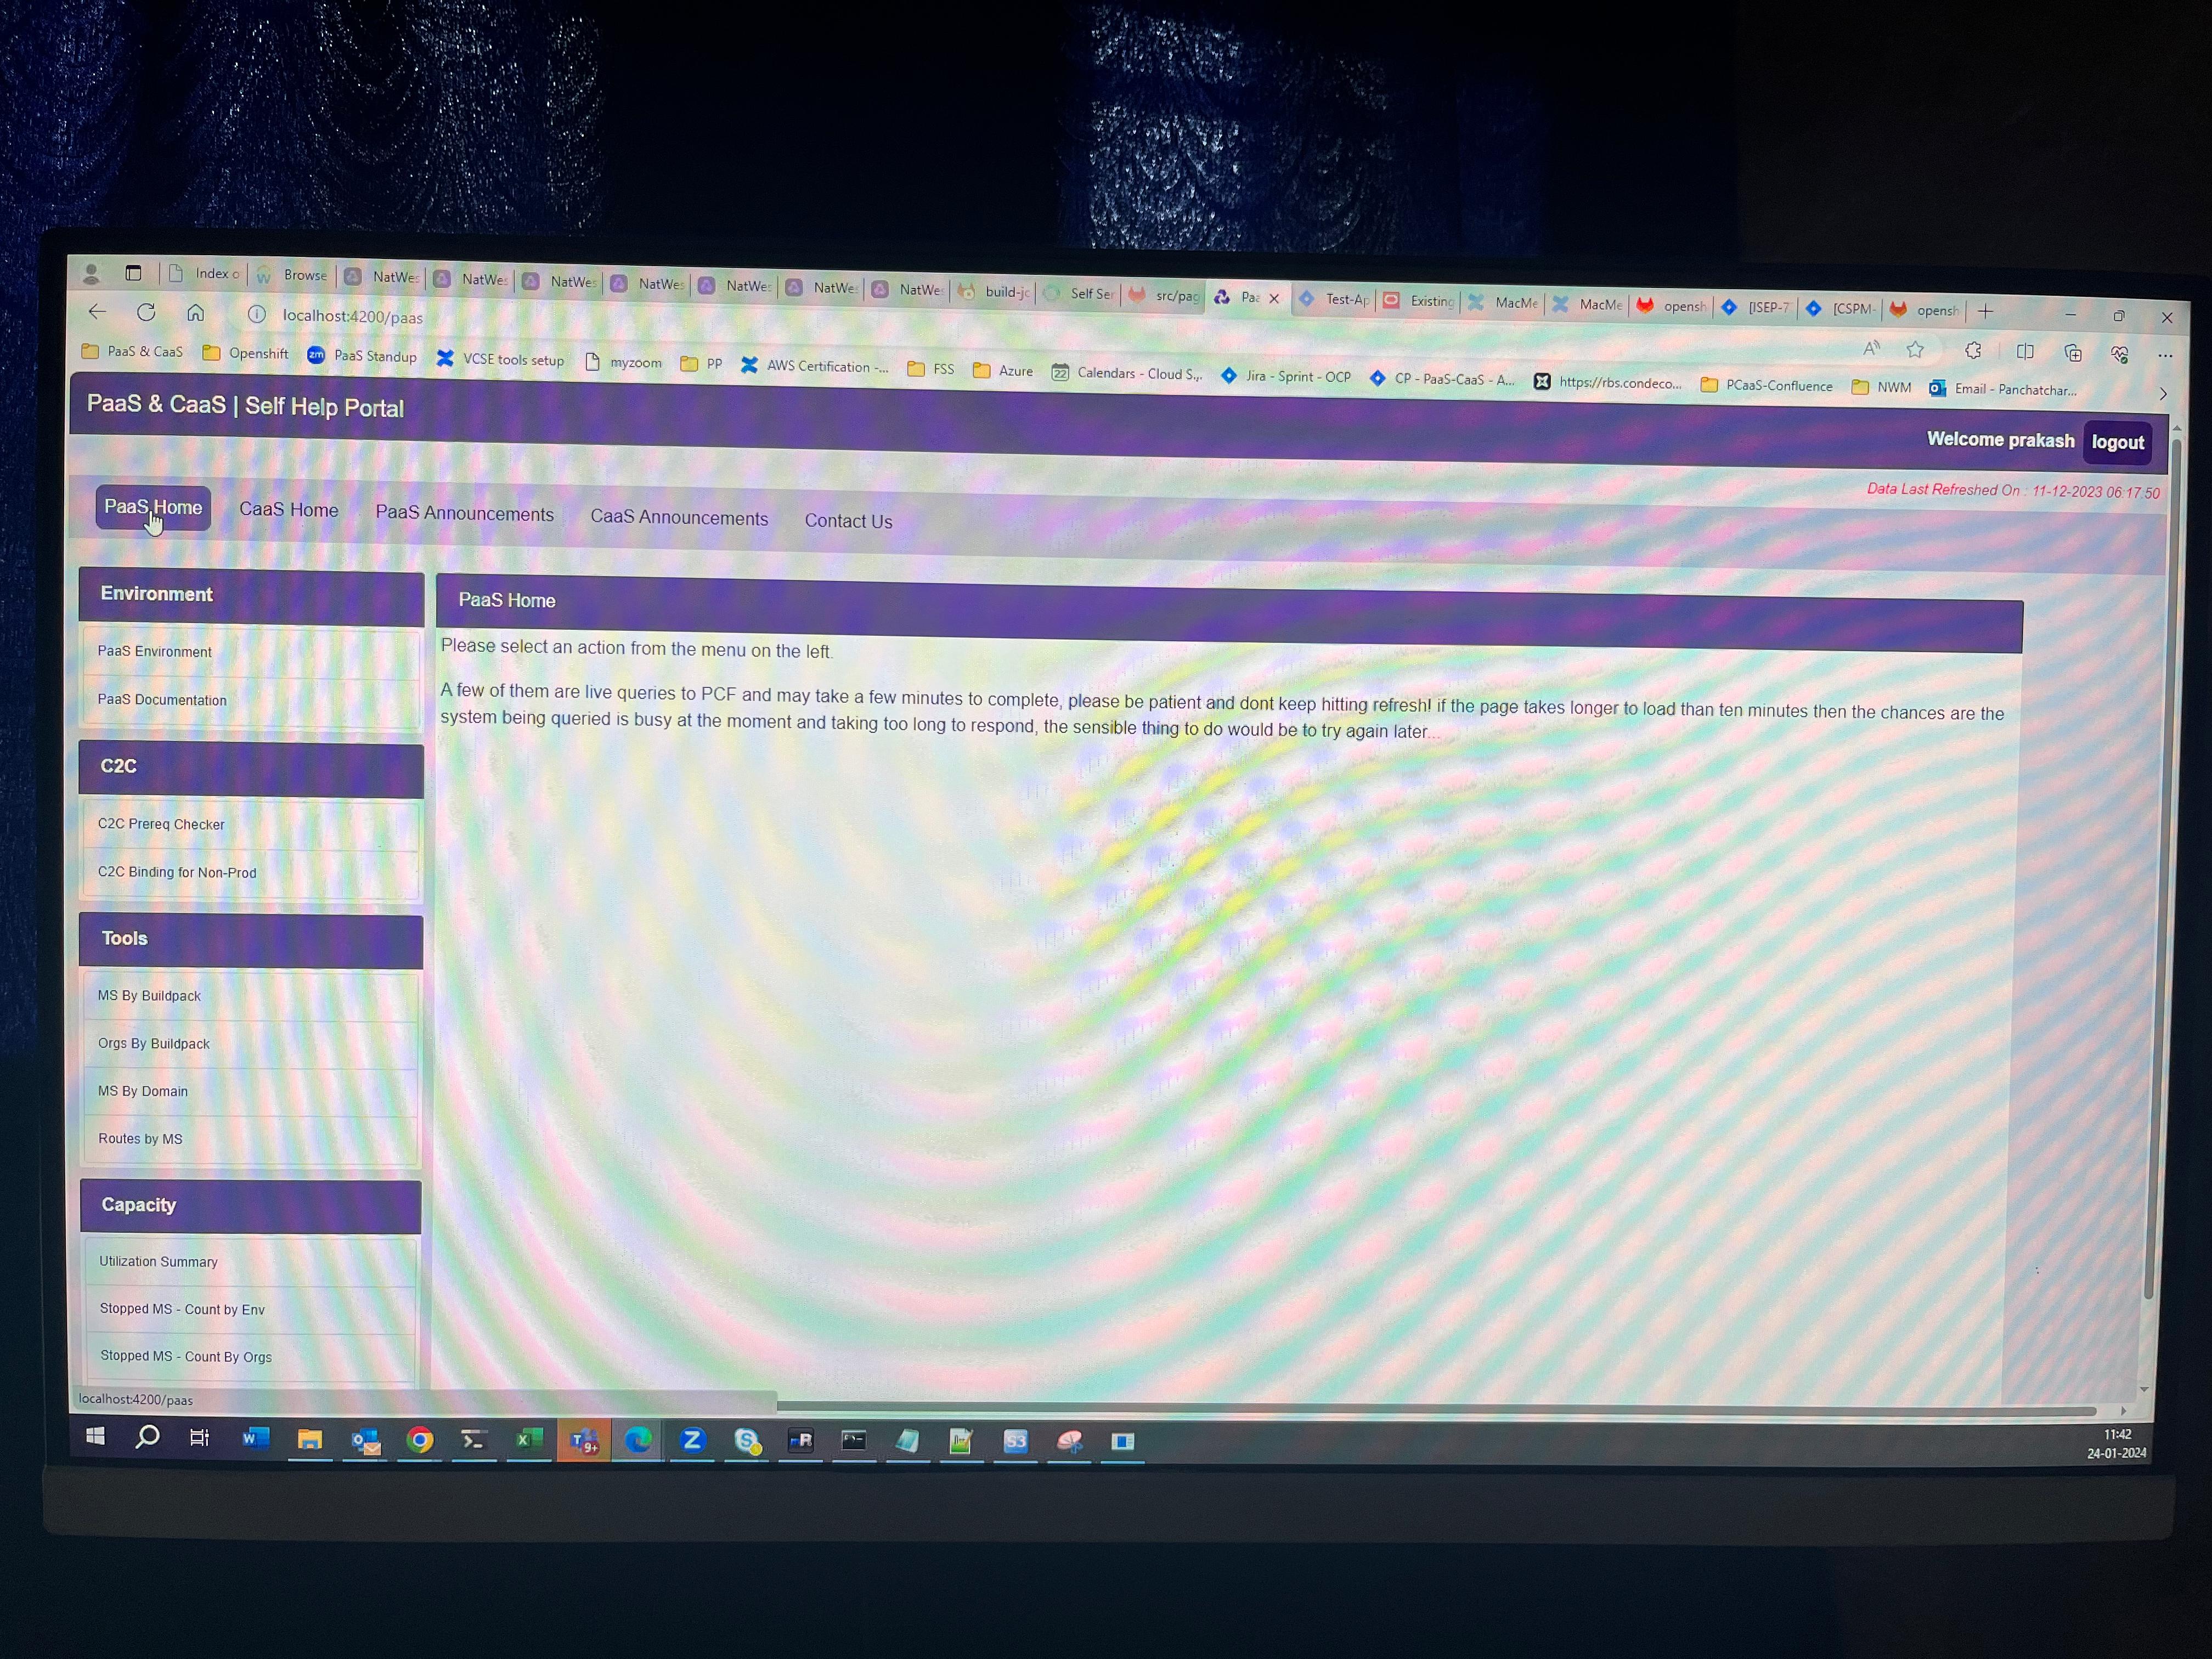 Index o
Browse
NatWes
NatWes
NatWes
NatWes
NatWes
NatWes
NatWes
build-jc
Self Ser
src/pag
Paa
Test-Ap
Existing
MacMe
MacMe
opensh
[ISEP-7
[CSPM-
opensh
localhost:4200/paas
PaaS & CaaS
Openshift
zm
PaaS Standup
VCSE tools setup
myzoom
PP
AWS Certification -...
FSS
Azure
22
Calendars - Cloud S...
Jira - Sprint - OCP
CP - PaaS-CaaS - A...
https://rbs.condeco...
PCaaS-Confluence
NWM
Email - Panchatchar...
PaaS & CaaS | Self Help Portal
Welcome prakash
logout
Data Last Refreshed On : 11-12-2023 06:17:50
PaaS Home
CaaS Home
PaaS Announcements
CaaS Announcements
Contact Us
Environment
PaaS Environment
PaaS Documentation
C2C
C2C Prereq Checker
C2C Binding for Non-Prod
Tools
MS By Buildpack
Orgs By Buildpack
MS By Domain
Routes by MS
Capacity
Utilization Summary
Stopped MS - Count by Env
Stopped MS - Count By Orgs
PaaS Home
Please select an action from the menu on the left.
A few of them are live queries to PCF and may take a few minutes to complete, please be patient and dont keep hitting refresh! if the page takes longer to load than ten minutes then the chances are the
system being queried is busy at the moment and taking too long to respond, the sensible thing to do would be to try again later...
localhost:4200/paas
9+
S3
11:42
24-01-2024